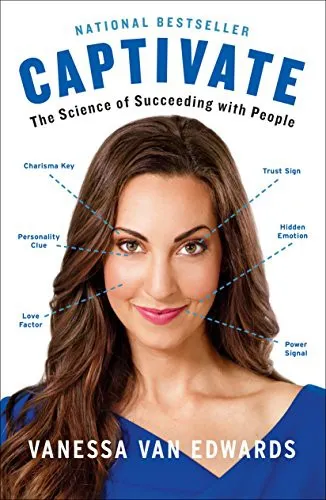 NATIONAL BESTSELLER
CAPTIVATE
The Science of Succeeding with People
Charisma Key
Trust Sign
Personality
Clue
Hidden
Emotion
Love
Factor
Power
Signal
VANESSA VAN EDWARDS